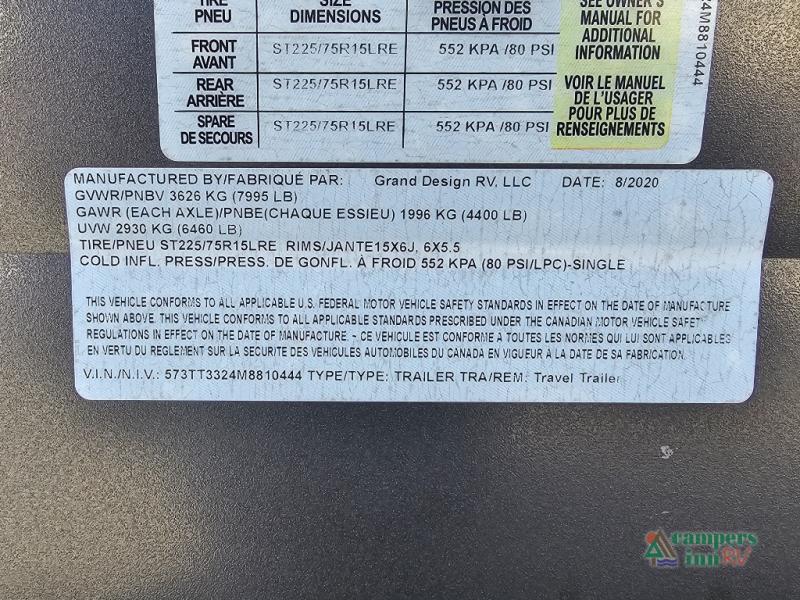 TIRE SIZE PRESSION DES SEE OWNER'S
PNEU DIMENSIONS PNEUS À FROID MANUAL FOR
ADDITIONAL
INFORMATION
FRONT ST225/75R15LRE 552 KPA /80 PSI
AVANT
REAR ST225/75R15LRE 552 KPA /80 PSI
ARRIÈRE
SPARE ST225/75R15LRE 552 KPA /80 PSI
DE SECOURS
VOIR LE MANUEL
DE L'USAGER
POUR PLUS DE
RENSEIGNEMENTS
4M8810444
MANUFACTURED BY/FABRIQUÉ PAR: Grand Design RV, LLC DATE: 8/2020
GVWR/PNBV 3626 KG (7995 LB)
GAWR (EACH AXLE)/PNBE(CHAQUE ESSIEU) 1996 KG (4400 LB)
UVW 2930 KG (6460 LB)
TIRE/PNEU ST225/75R15LRE RIMS/JANTE15X6J, 6X5.5
COLD INFL. PRESS/PRESS. DE GONFL. À FROID 552 KPA (80 PSI/LPC)-SINGLE
THIS VEHICLE CONFORMS TO ALL APPLICABLE U.S. FEDERAL MOTOR VEHICLE SAFETY STANDARDS IN EFFECT ON THE DATE OF MANUFACTURE
SHOWN ABOVE. THIS VEHICLE CONFORMS TO ALL APPLICABLE STANDARDS PRESCRIBED UNDER THE CANADIAN MOTOR VEHICLE SAFETY
REGULATIONS IN EFFECT ON THE DATE OF MANUFACTURE. - CE VÉHICULE EST CONFORME À TOUTES LES NORMES QUI LUI SONT APPLICABLES
EN VERTU DU REGLEMENT SUR LA SECURITE DES VÉHICULES AUTOMOBILES DU CANADA EN VIGUEUR À LA DATE DE SA FABRICATION.
V.I.N./N.I.V.: 573TT3324M8810444 TYPE/TYPE: TRAILER TRA/REM: Travel Trailer
campers
inn RV